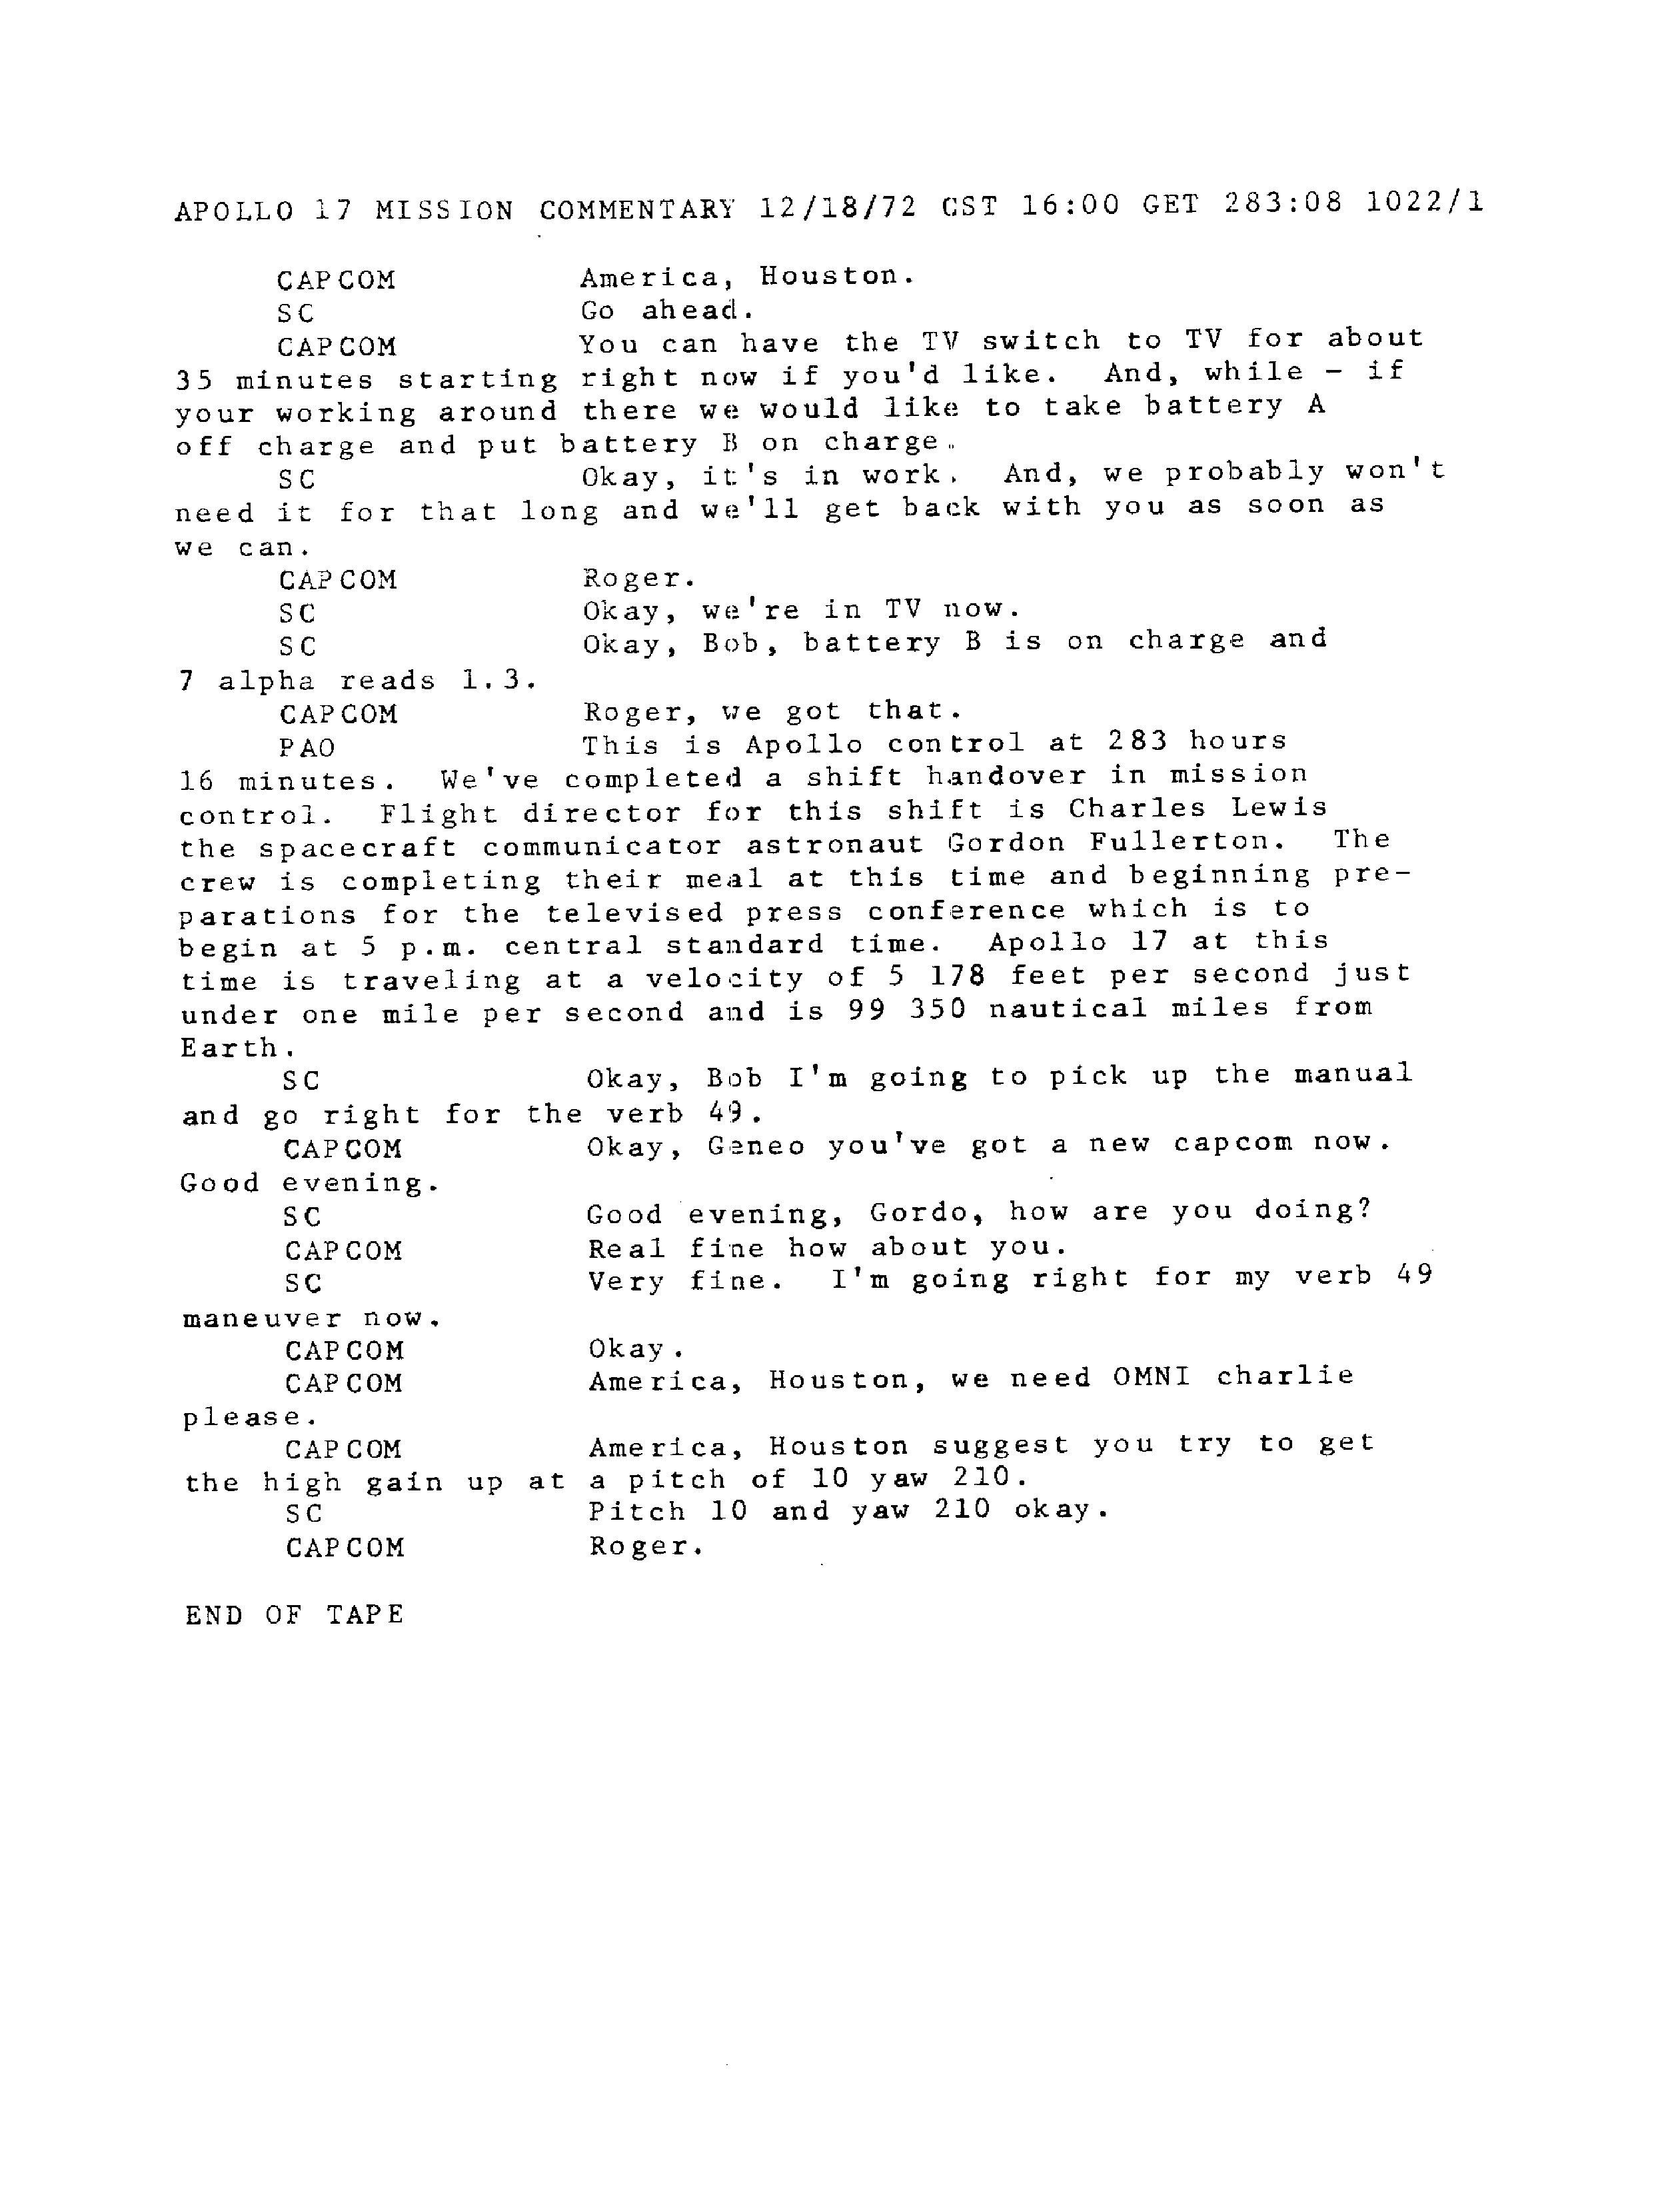 APOLLO 17 MISSION COMMENTARY 12/18/72 CST 16:00 GET 283:08 1022/1
CAPCOM America, Houston.
SC Go ahead.
CAPCOM You can have the TV switch to TV for about
35 minutes starting right now if you'd like. And, while - if
your working around there we would like to take battery A
off charge and put battery B on charge.
SC Okay, it's in work. And, we probably won't
need it for that long and we'll get back with you as soon as
we can.
CAPCOM Roger.
SC Okay, we're in TV now.
SC Okay, Bob, battery B is on charge and
7 alpha reads 1.3.
CAPCOM Roger, we got that.
PAO This is Apollo control at 283 hours
16 minutes. We've completed a shift handover in mission
control. Flight director for this shift is Charles Lewis
the spacecraft communicator astronaut Gordon Fullerton. The
crew is completing their meal at this time and beginning pre-
parations for the televised press conference which is to
begin at 5 p.m. central standard time. Apollo 17 at this
time is traveling at a velocity of 5 178 feet per second just
under one mile per second and is 99 350 nautical miles from
Earth.
SC Okay, Bob I'm going to pick up the manual
and go right for the verb 49.
CAPCOM Okay, Geneo you've got a new capcom now.
Good evening.
SC Good evening, Gordo, how are you doing?
CAPCOM Real fine how about you.
SC Very fine. I'm going right for my verb 49
maneuver now.
CAPCOM Okay.
CAPCOM America, Houston, we need OMNI charlie
please.
CAPCOM America, Houston suggest you try to get
the high gain up at a pitch of 10 yaw 210.
SC Pitch 10 and yaw 210 okay.
CAPCOM Roger.
END OF TAPE